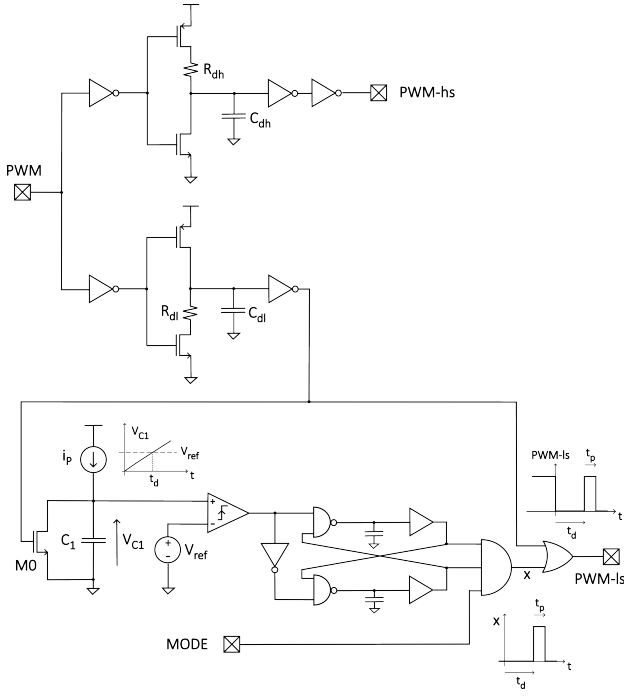 R_dh
PWM-hs
C_dh
PWM
R_dl
C_dl
V_C1
V_ref
t_d
t
i_P
C_1
V_C1
M0
+
-
V_ref
+
-
PWM-ls
t_p
t
t_d
x
PWM-ls
MODE
x
t_p
t
t_d